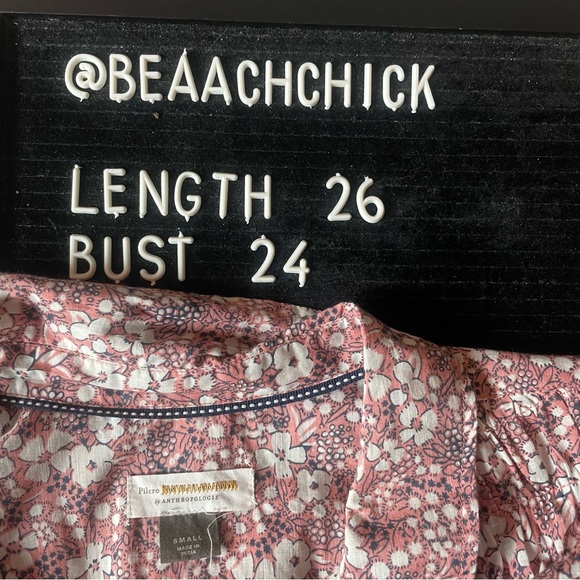 @BEAACHCHICK
LENGTH 26
BUST 24
Pilcro
by ANTHROPOLOGIE
SMALL
MADE IN
INDIA